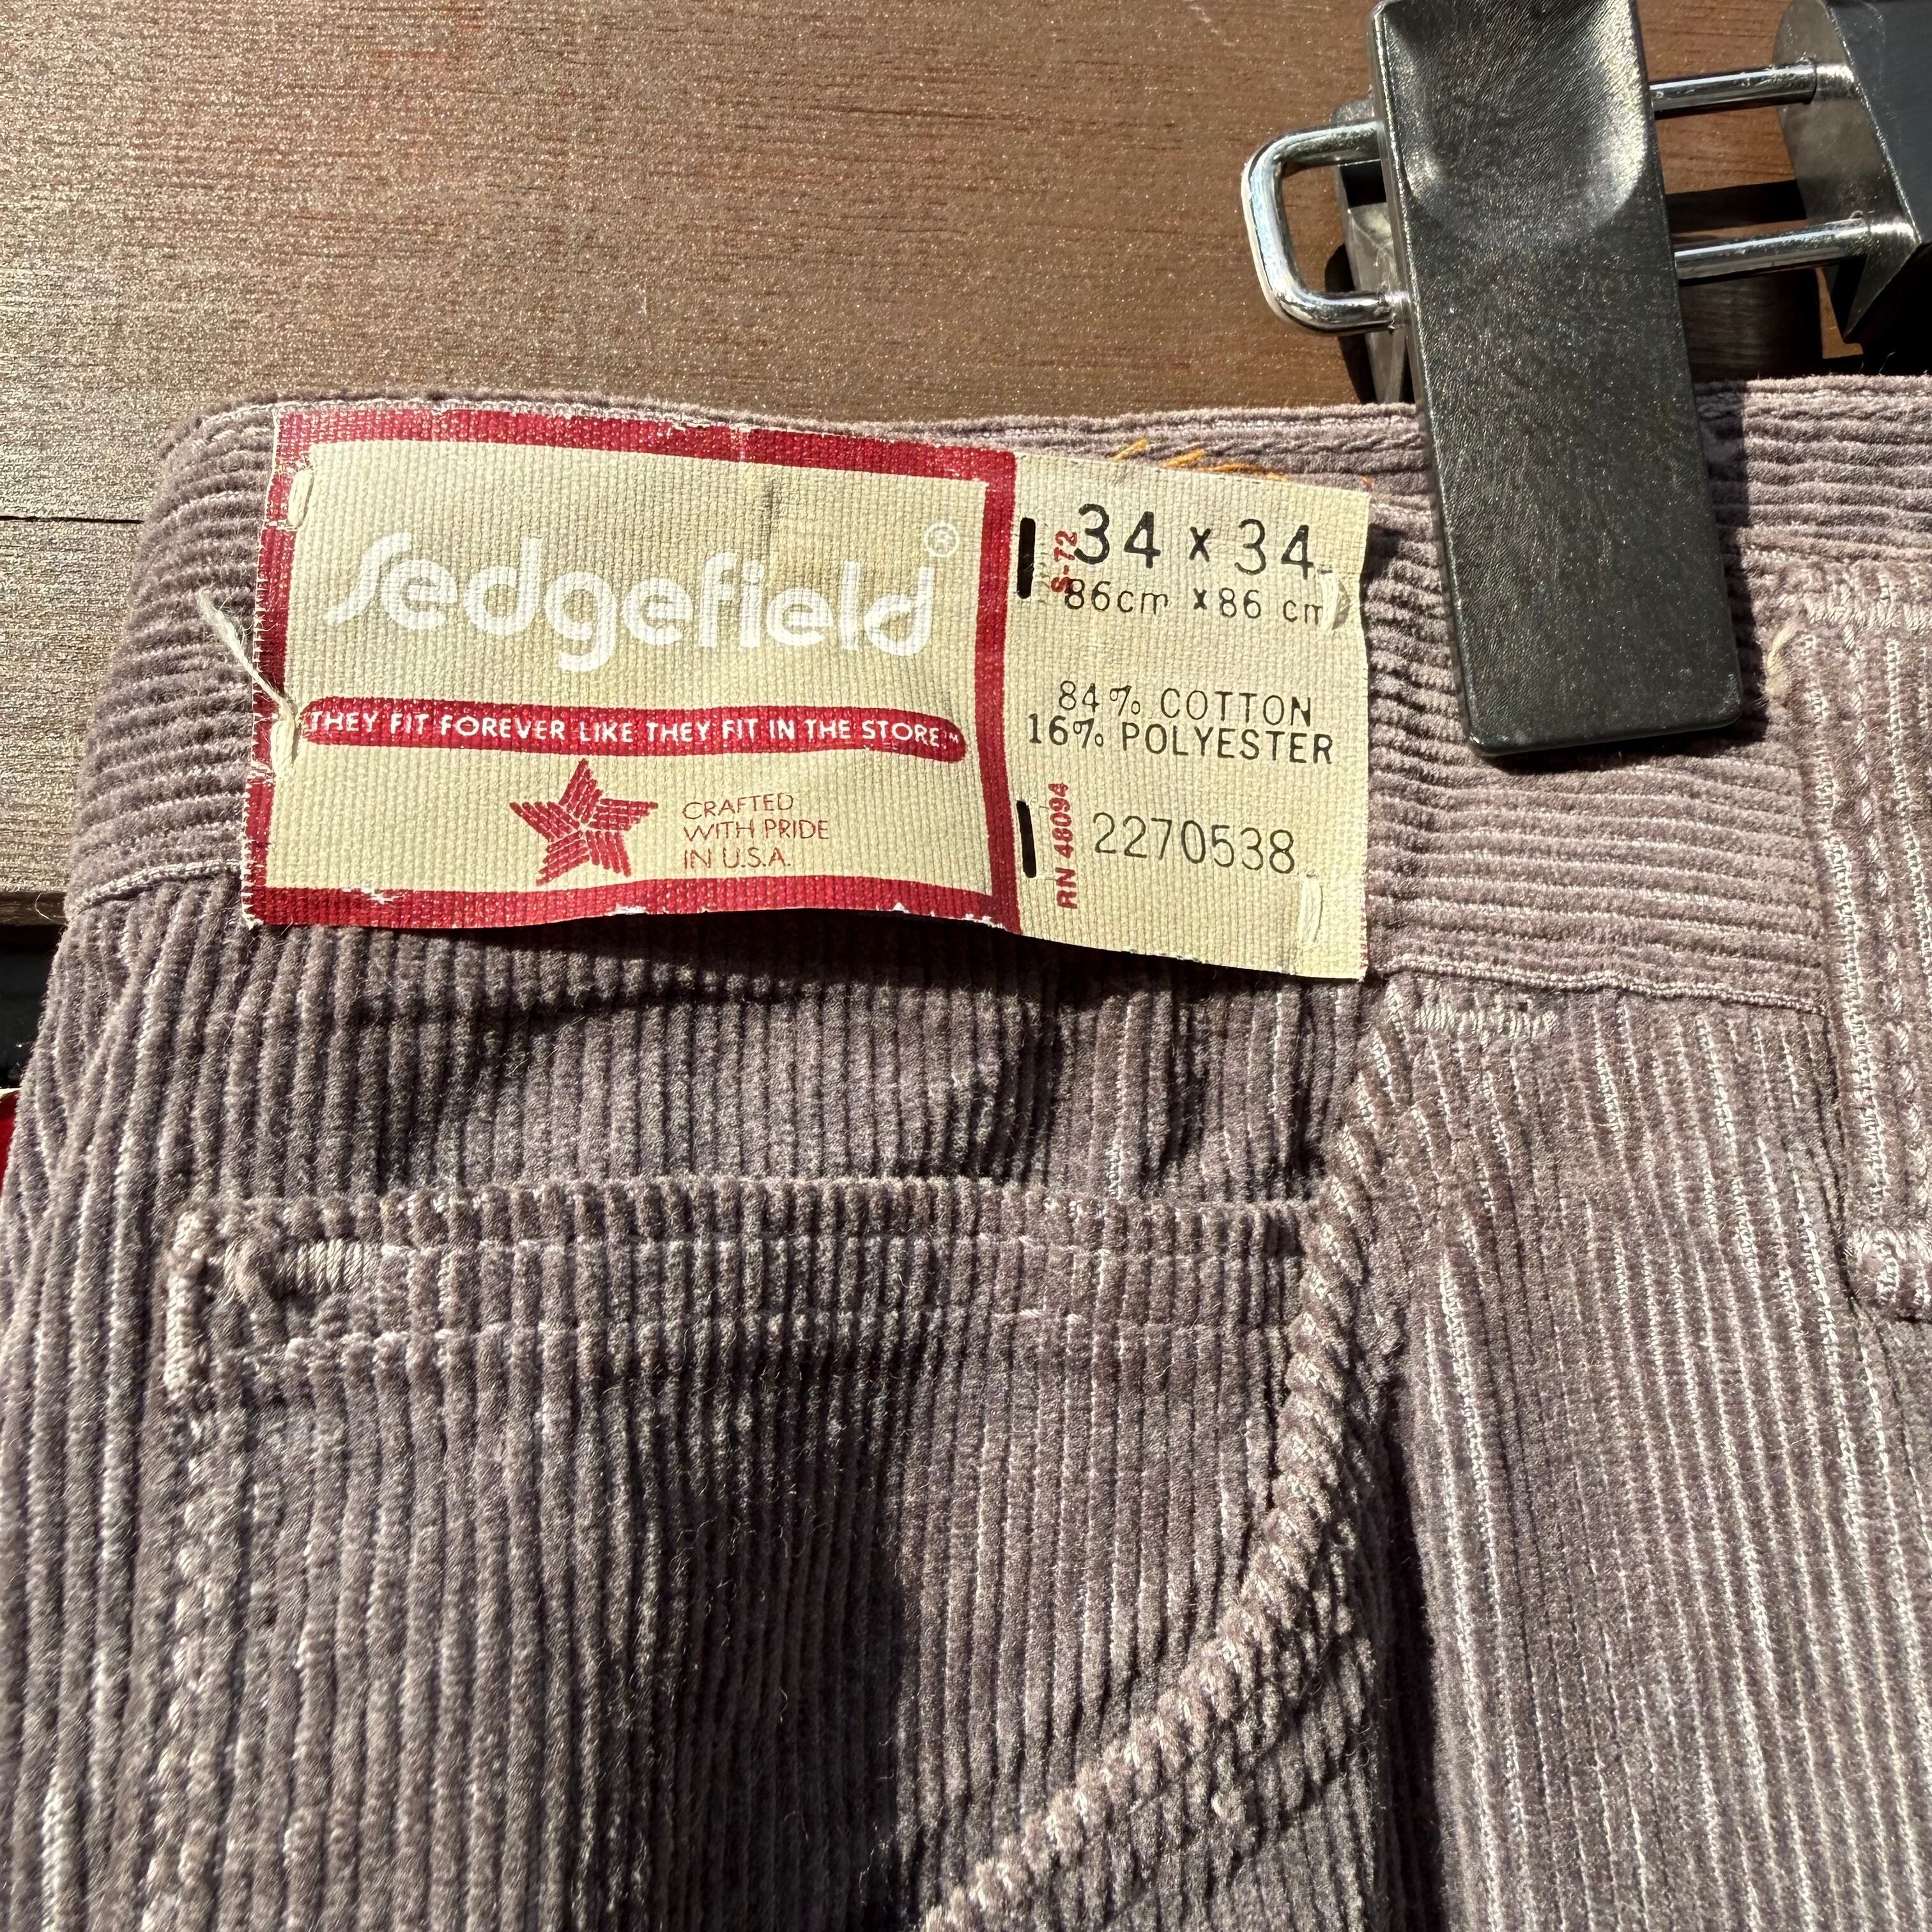 Sedgefield®
THEY FIT FOREVER LIKE THEY FIT IN THE STORE™
CRAFTED
WITH PRIDE
IN U.S.A.
S-72
34 x 34
86cm x 86 cm
84% COTTON
16% POLYESTER
RN 48094
2270538